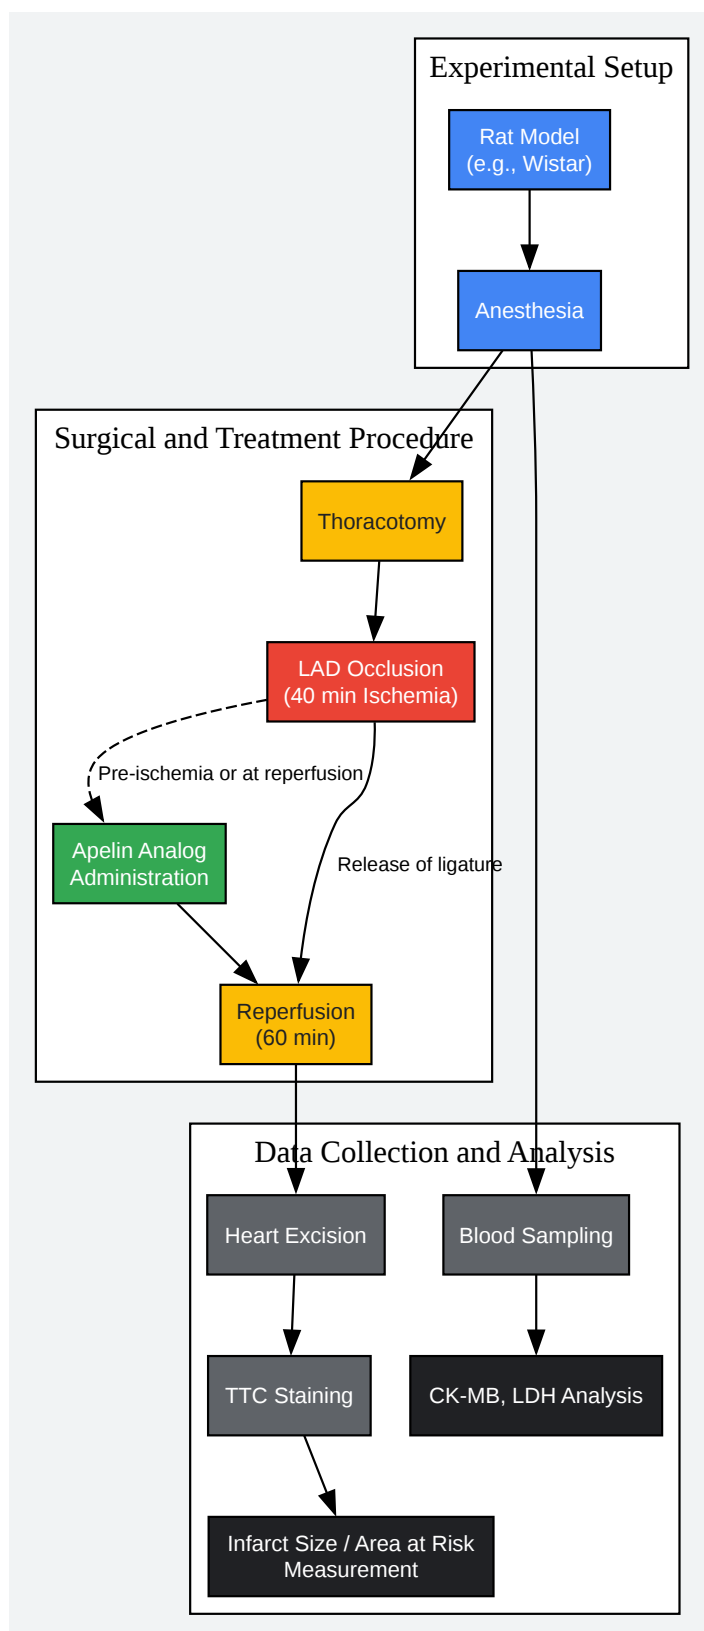 Experimental Setup
Rat Model
(e.g., Wistar)
Anesthesia
Surgical and Treatment Procedure
Thoracotomy
LAD Occlusion
(40 min Ischemia)
Pre-ischemia or at reperfusion
Apelin Analog
Administration
Release of ligature
Reperfusion
(60 min)
Data Collection and Analysis
Heart Excision
Blood Sampling
TTC Staining
CK-MB, LDH Analysis
Infarct Size / Area at Risk
Measurement